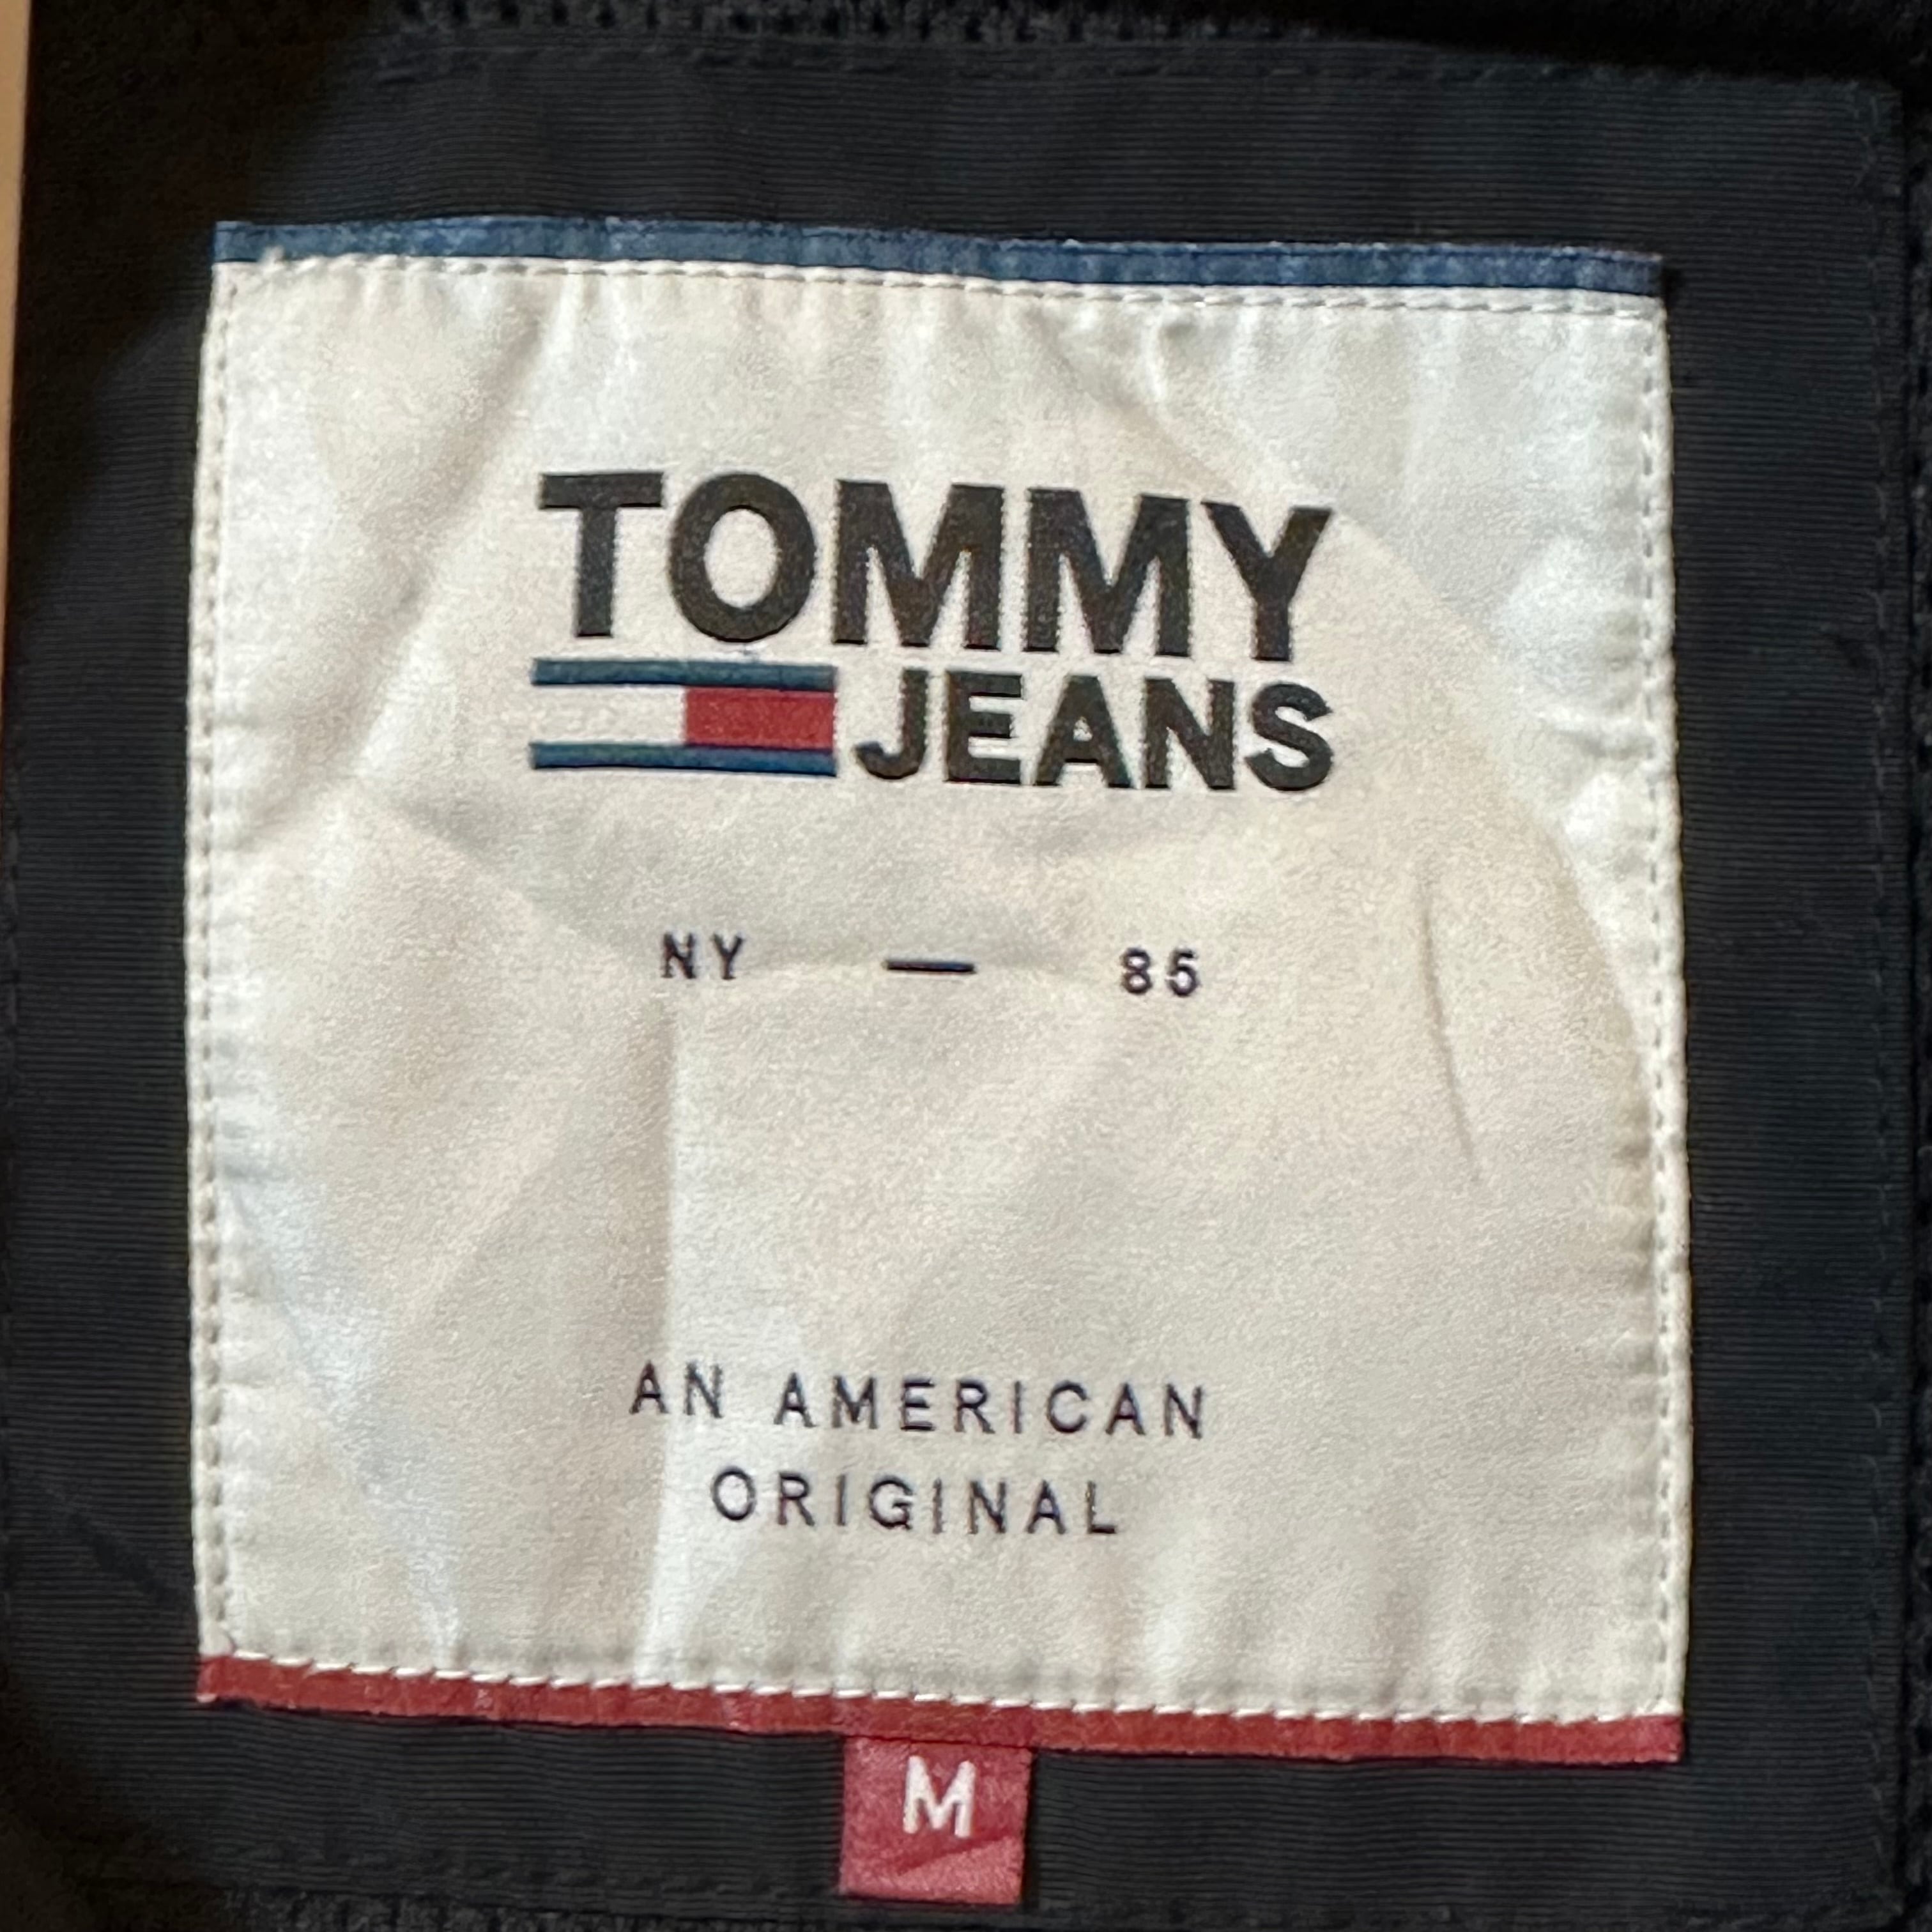 TOMMY
JEANS
NY — 85
AN AMERICAN
ORIGINAL
M